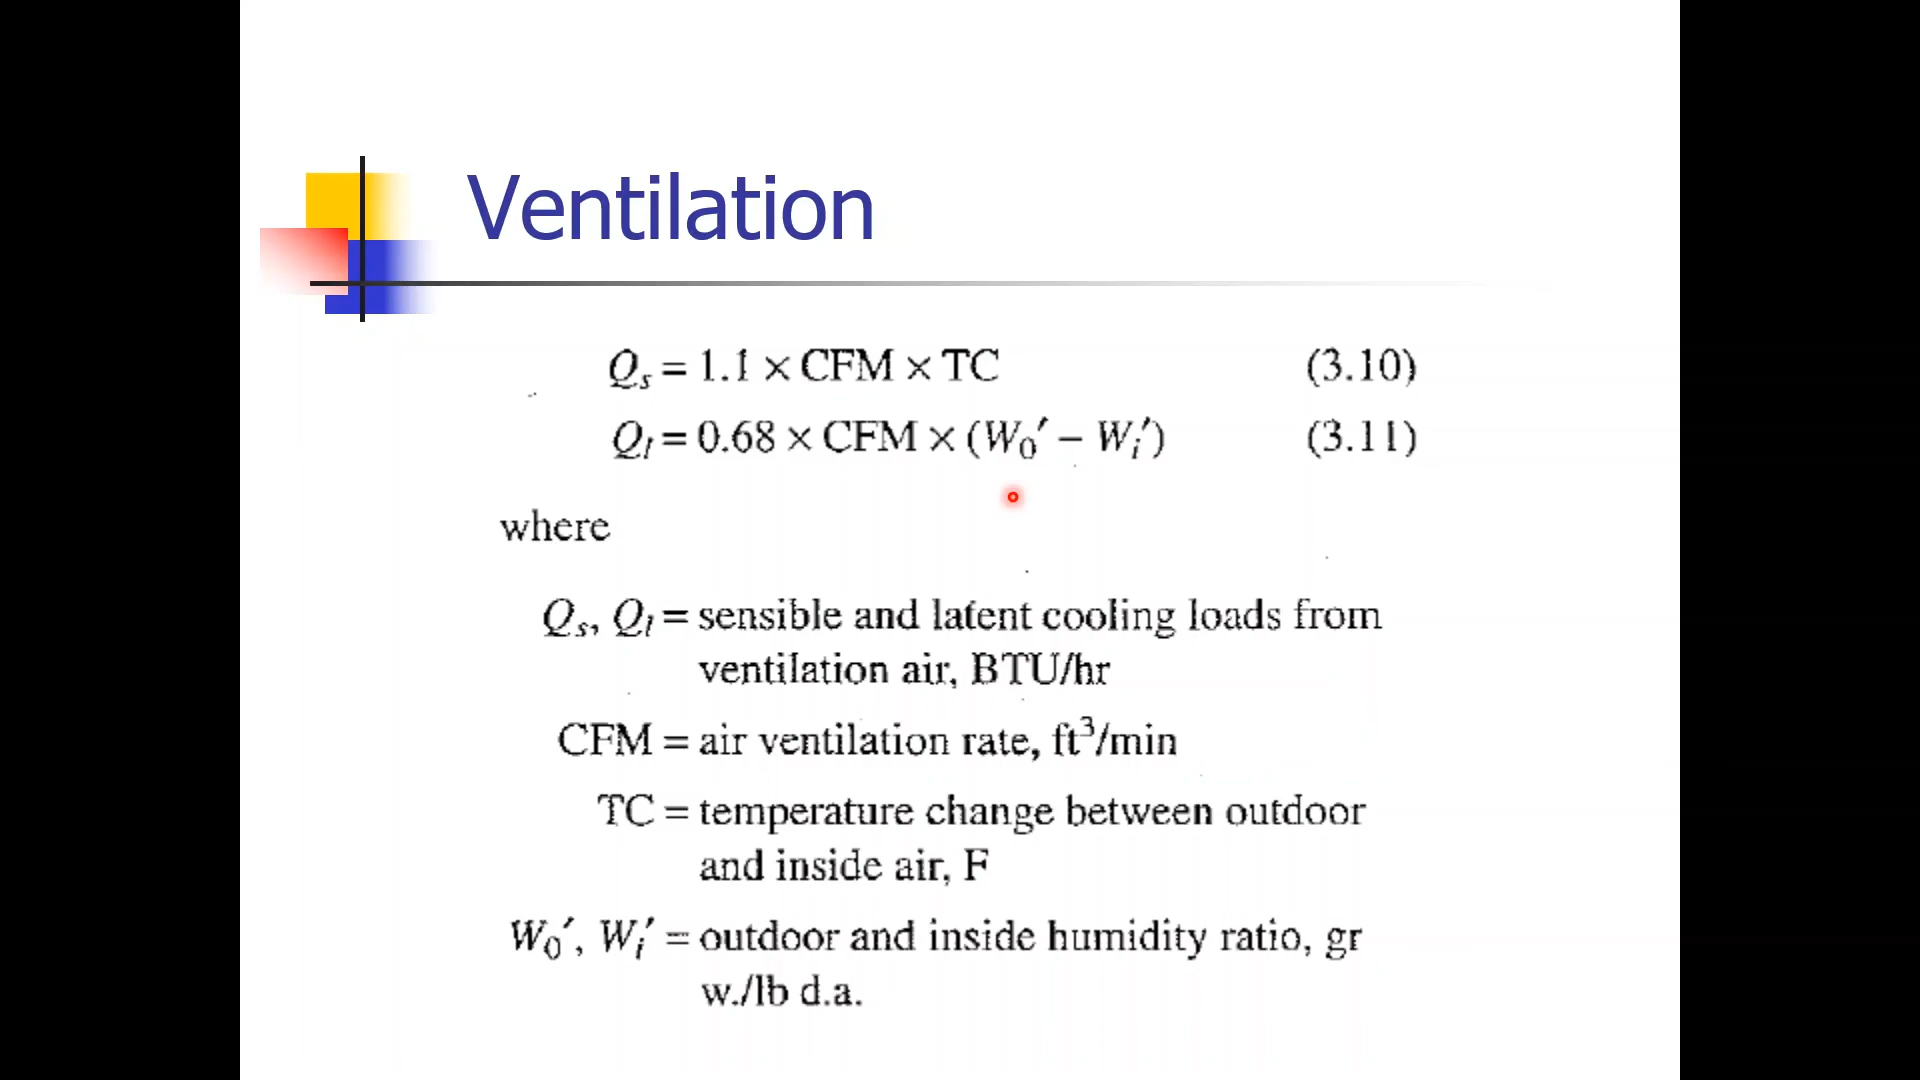 Ventilation
Qs = 1.1 × CFM × TC (3.10)
Ql = 0.68 × CFM × (W0′ − Wi′) (3.11)
where
Qs, Ql = sensible and latent cooling loads from
ventilation air, BTU/hr
CFM = air ventilation rate, ft³/min
TC = temperature change between outdoor
and inside air, F
W0′, Wi′ = outdoor and inside humidity ratio, gr
w./lb d.a.